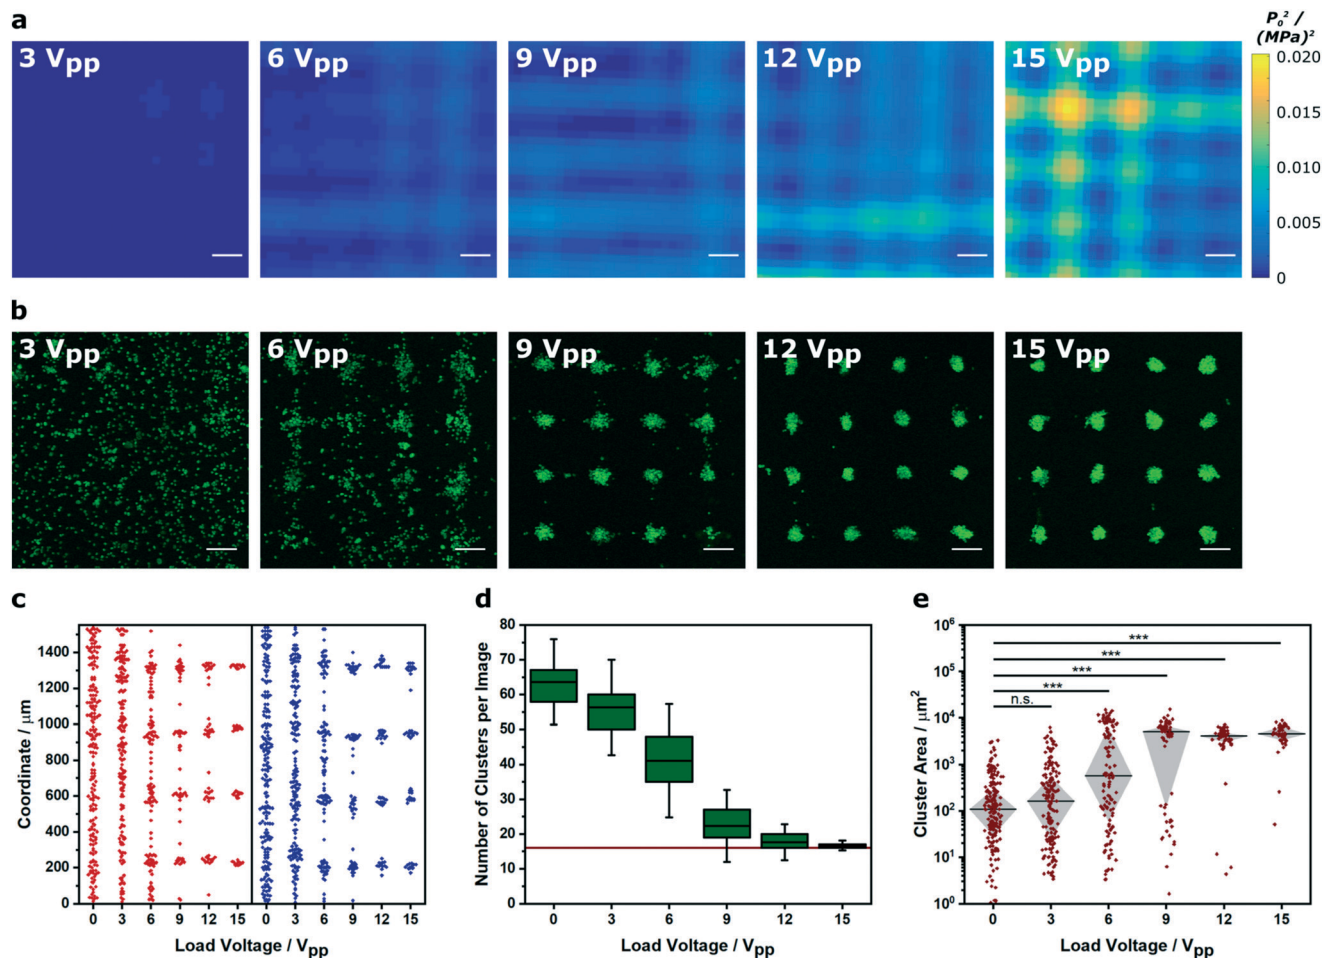 a
3 Vpp
6 Vpp
9 Vpp
12 Vpp
15 Vpp
P₀² /
(MPa)²
0.020
0.015
0.010
0.005
0
b
3 Vpp
6 Vpp
9 Vpp
12 Vpp
15 Vpp
c
Coordinate / μm
1400
1200
1000
800
600
400
200
0
0 3 6 9 12 15 0 3 6 9 12 15
Load Voltage / Vpp
d
Number of Clusters per Image
80
70
60
50
40
30
20
10
0
0 3 6 9 12 15
Load Voltage / Vpp
e
Cluster Area / μm²
10⁶
10⁵
10⁴
10³
10²
10¹
10⁰
***
***
***
***
n.s.
0 3 6 9 12 15
Load Voltage / Vpp